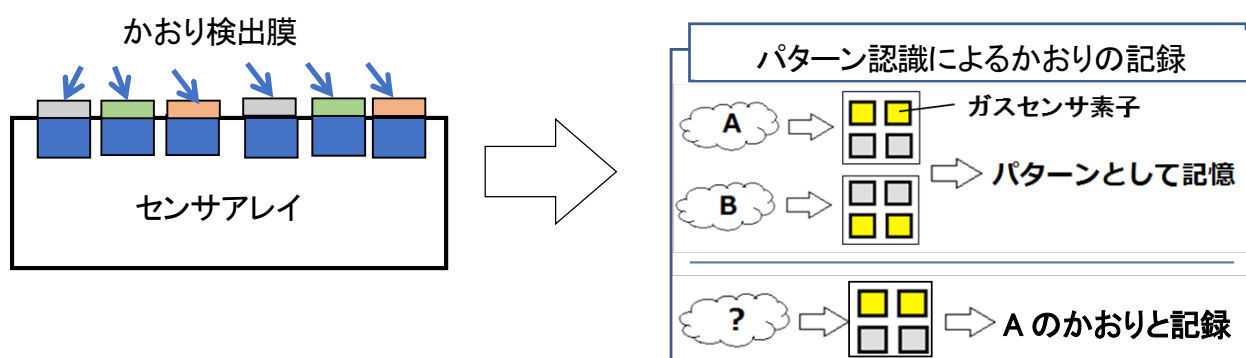 かおり検出膜
センサアレイ
パターン認識によるかおりの記録
A
ガスセンサ素子
パターンとして記憶
B
?
Aのかおりと記録